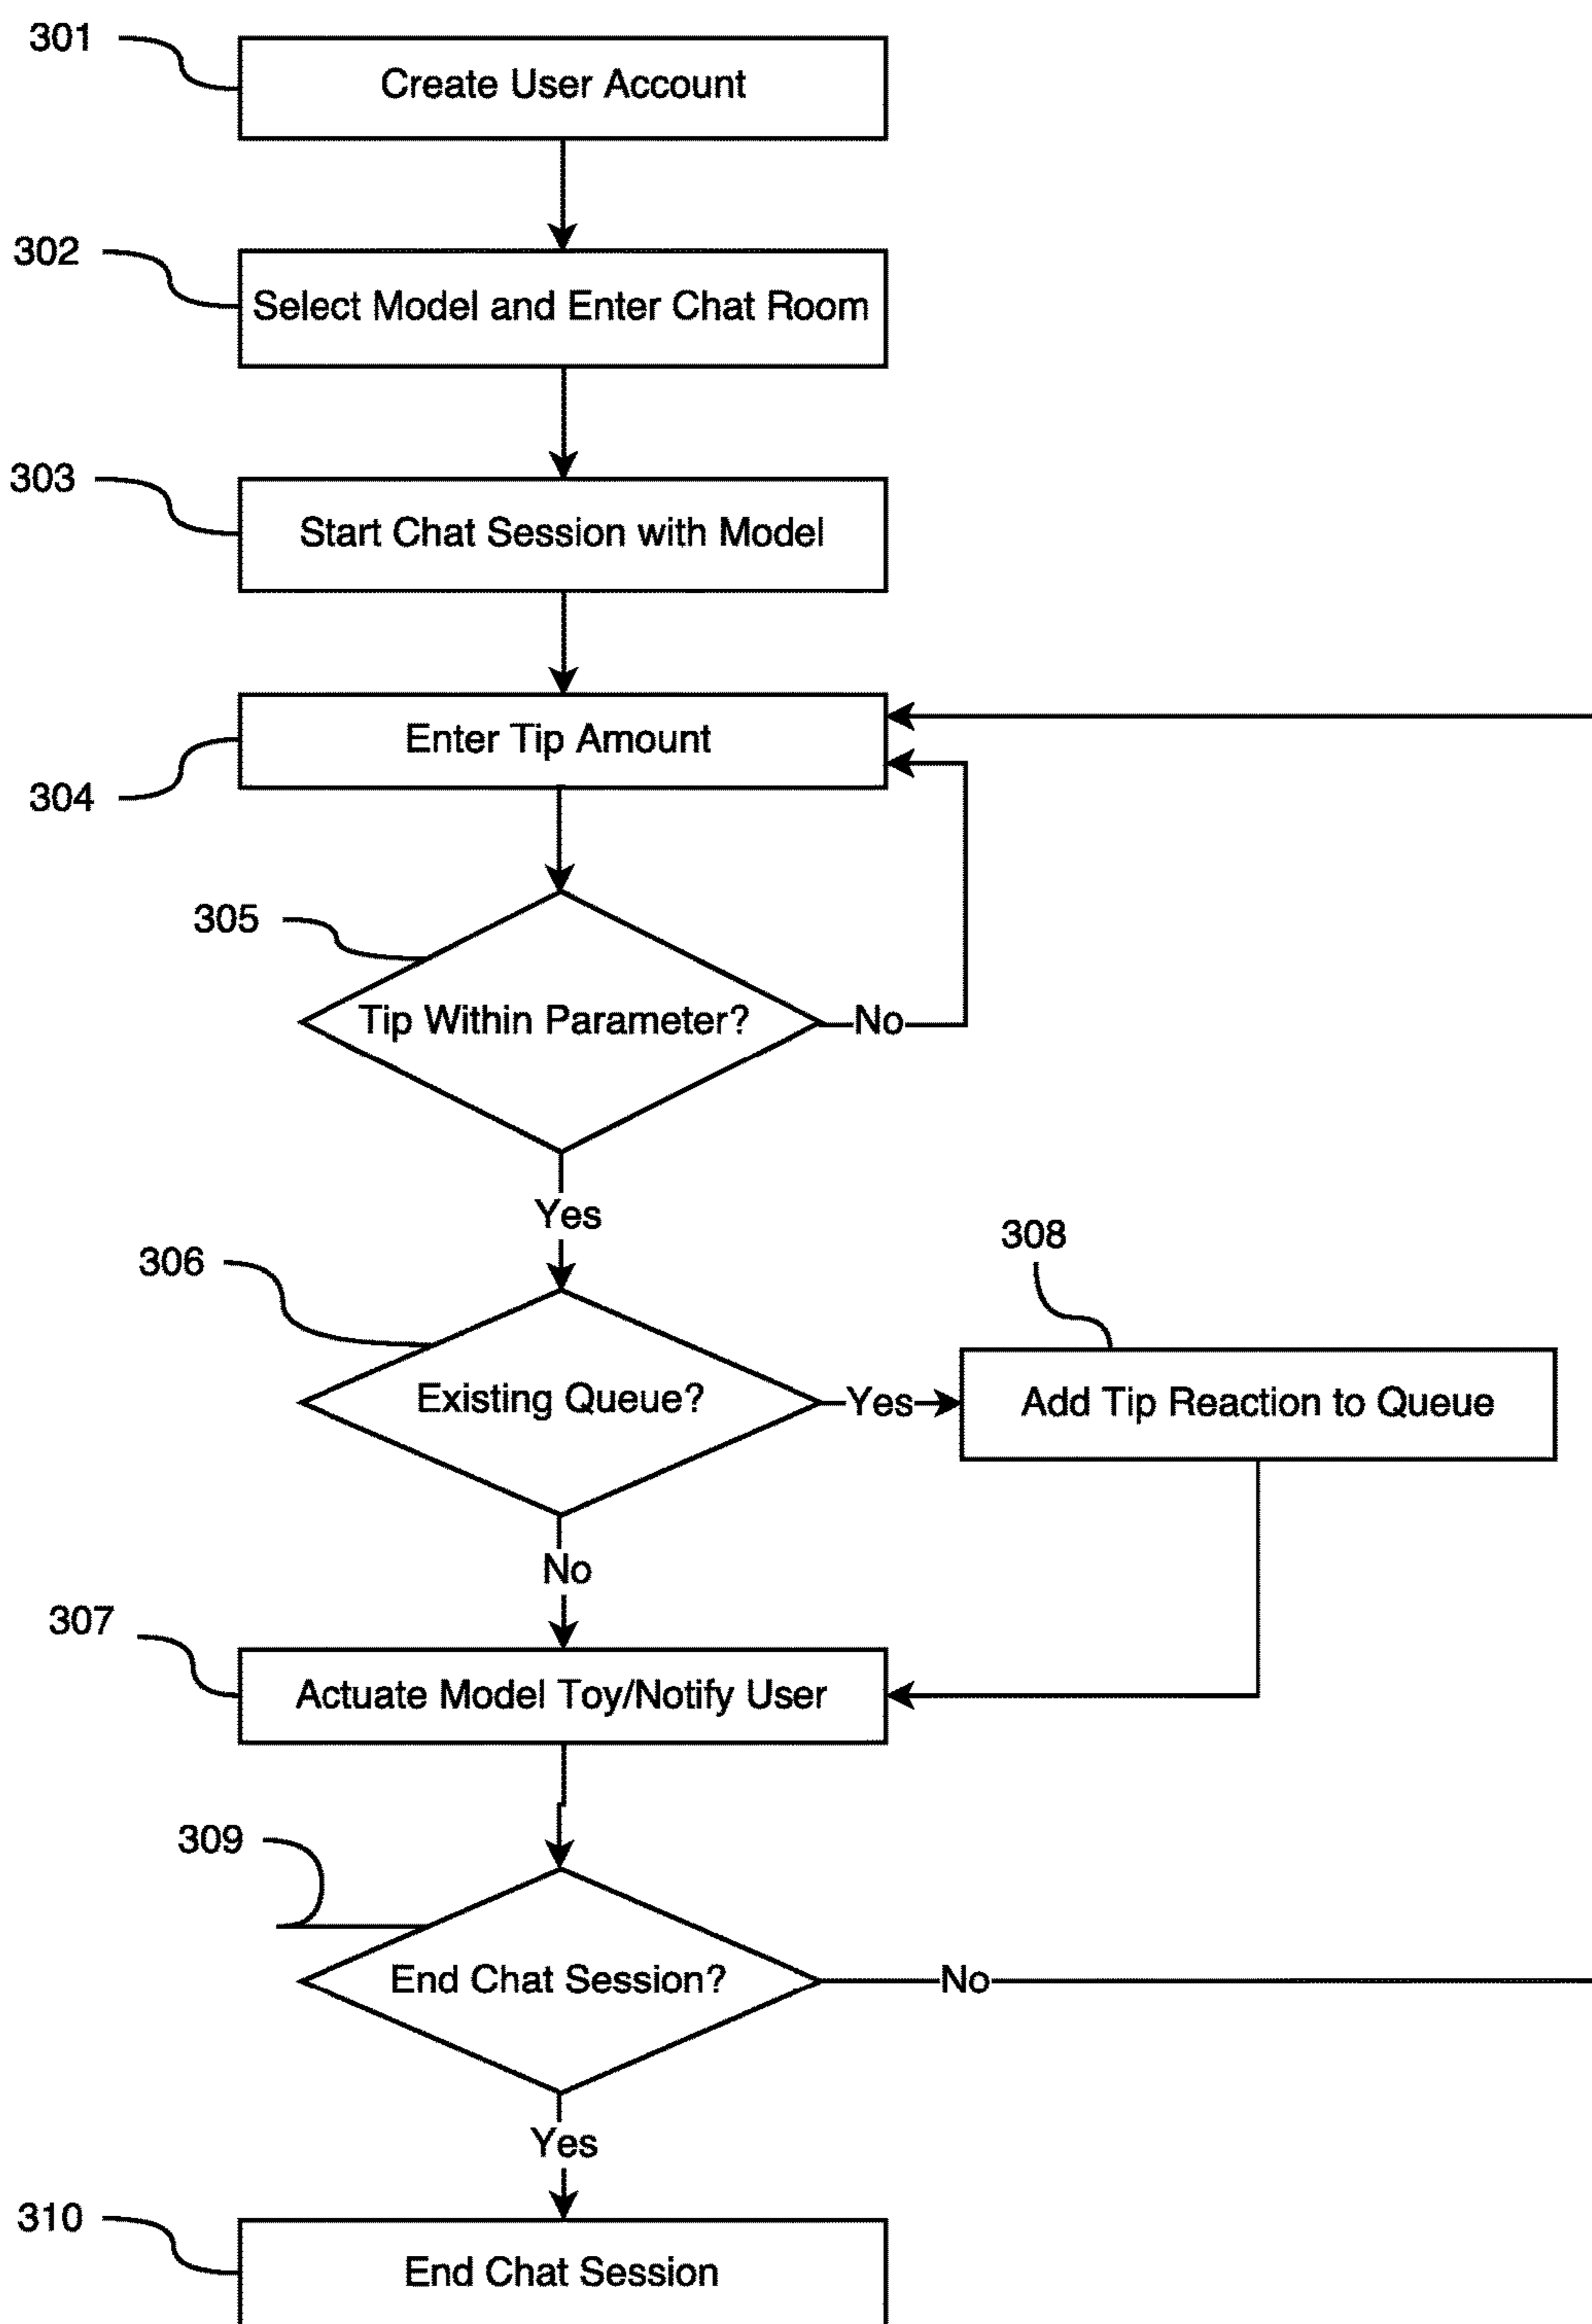 301
Create User Account
302
Select Model and Enter Chat Room
303
Start Chat Session with Model
Enter Tip Amount
304
305
Tip Within Parameter?
No
Yes
308
306
Existing Queue?
Yes
Add Tip Reaction to Queue
No
307
Actuate Model Toy/Notify User
309
End Chat Session?
No
Yes
310
End Chat Session